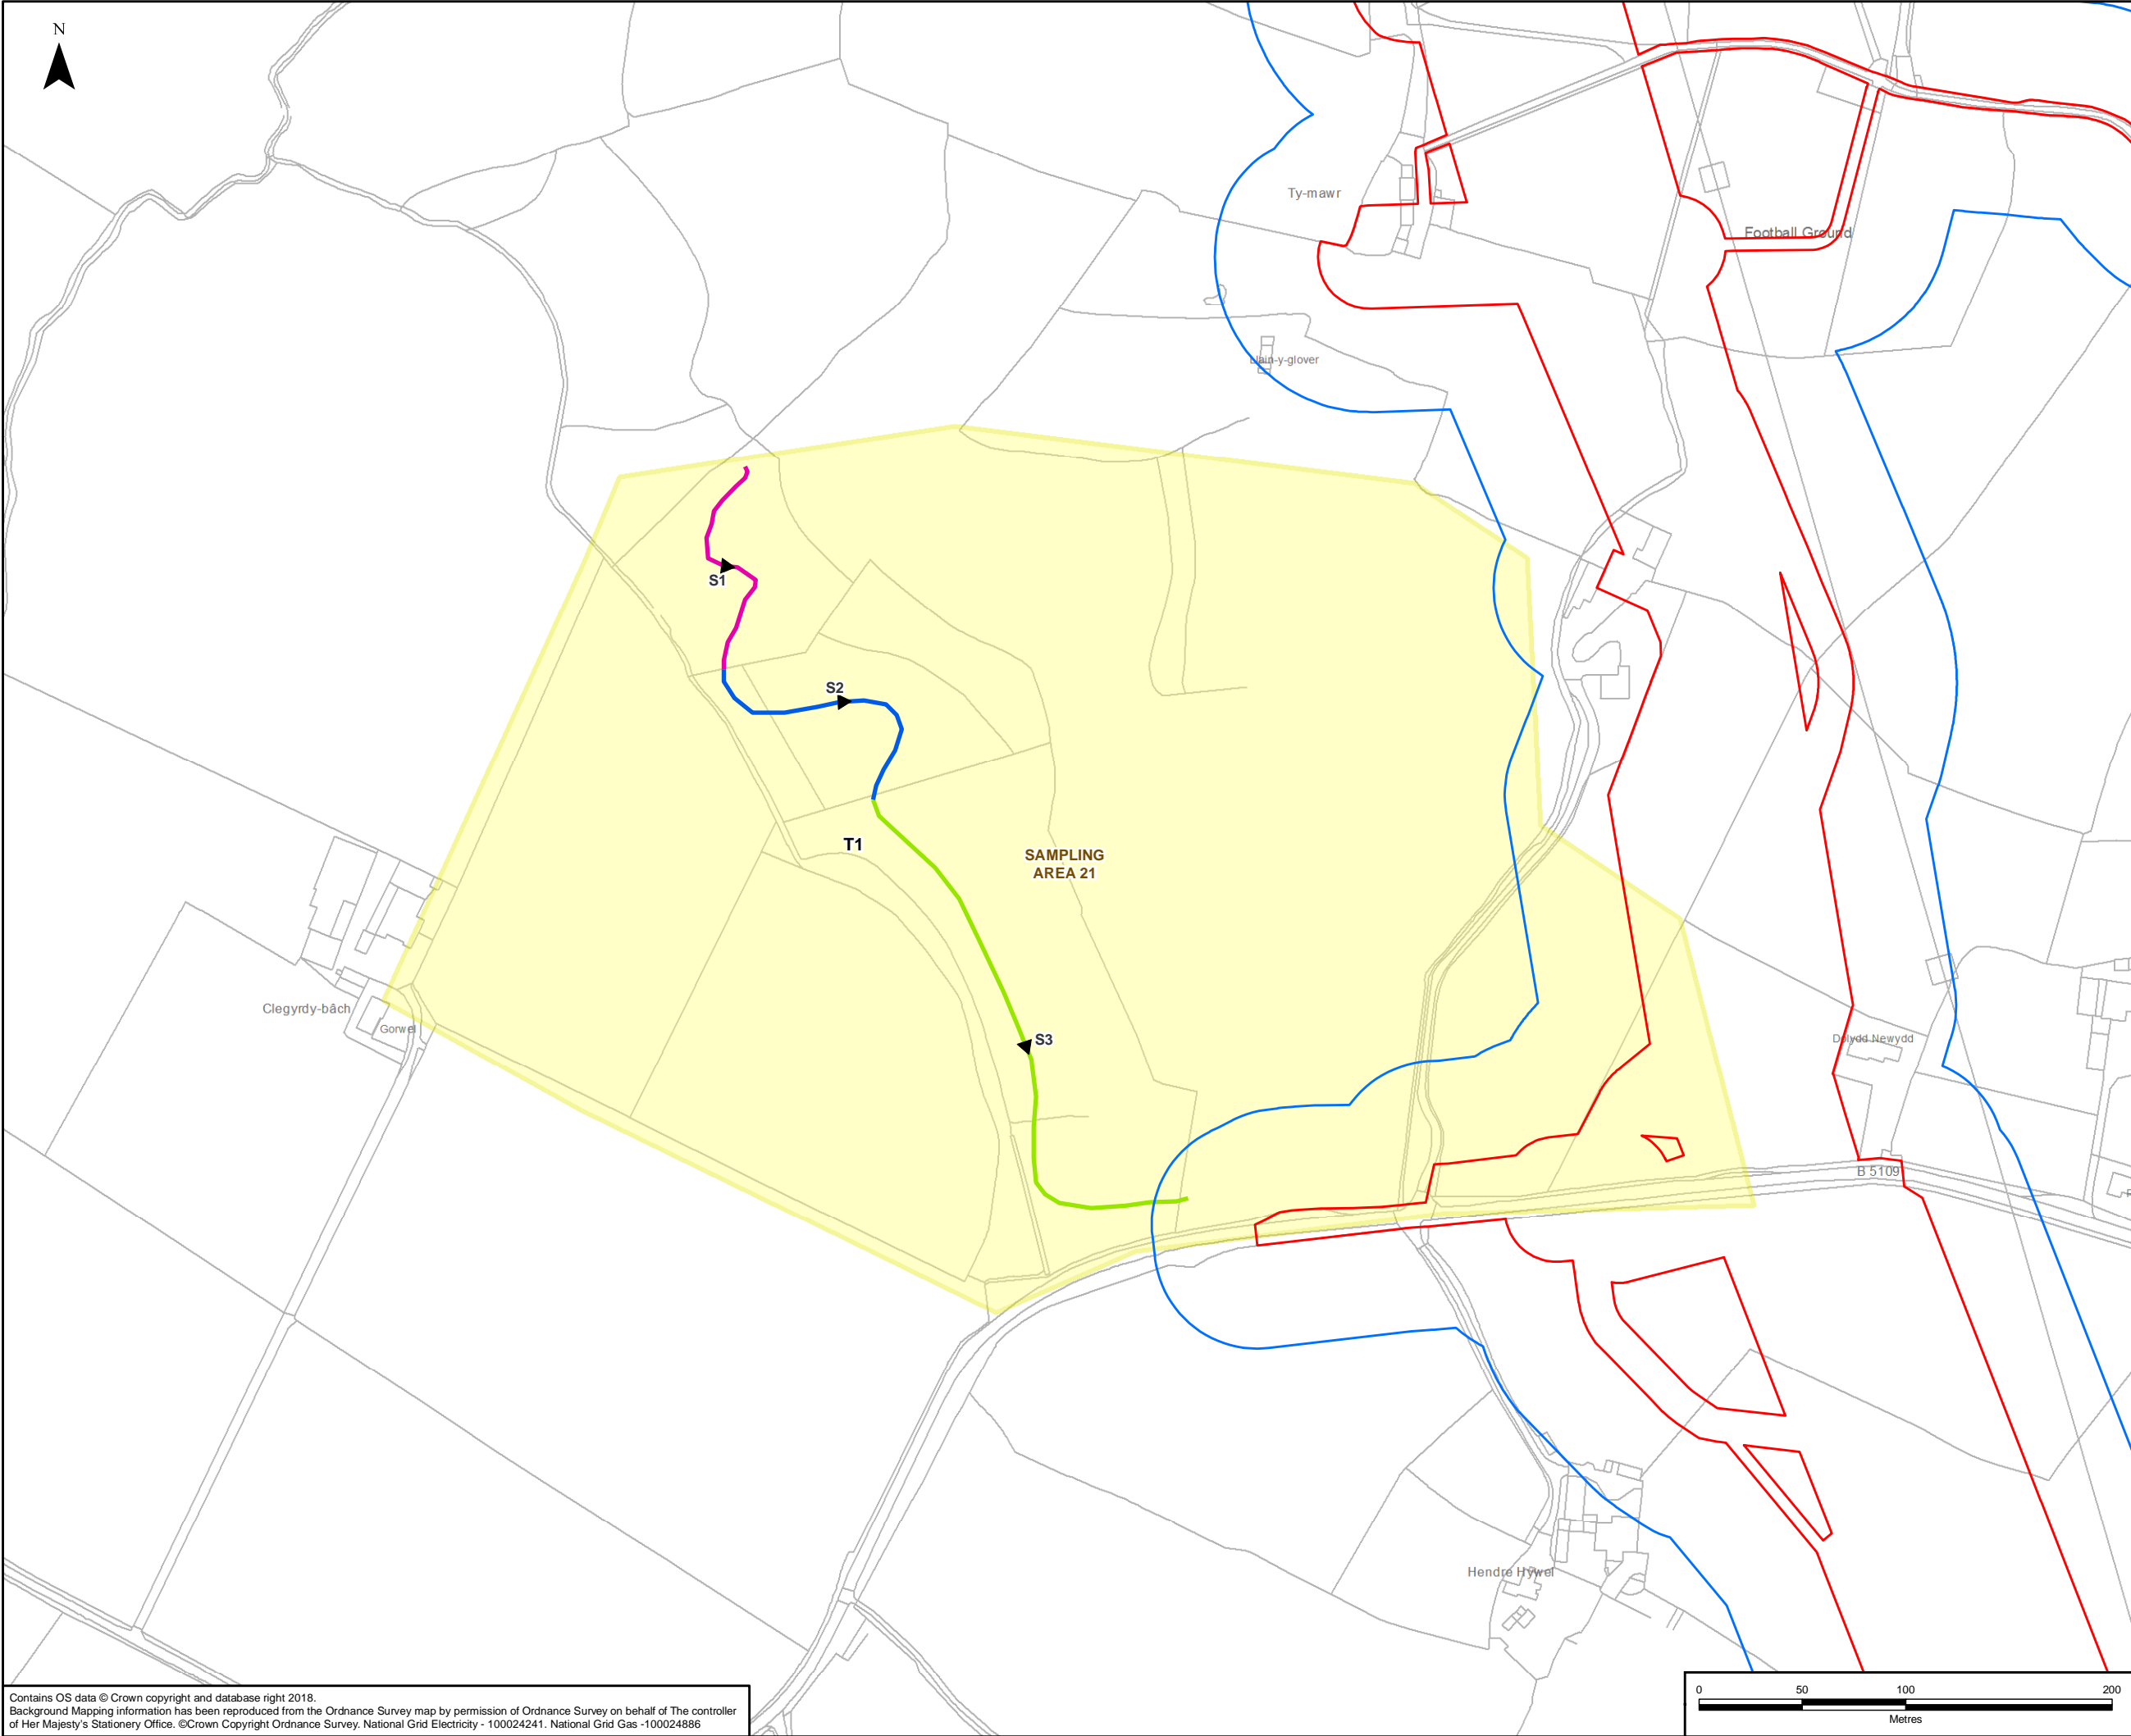 N
Ty-mawr
Football Ground
Llain-y-glover
S1
S2
T1
SAMPLING
AREA 21
Clegyrdy-bâch
Gorwel
S3
Dolydd Newydd
B 5109
Hendre Hywel
Contains OS data © Crown copyright and database right 2018.
Background Mapping information has been reproduced from the Ordnance Survey map by permission of Ordnance Survey on behalf of The controller
of Her Majesty's Stationery Office. ©Crown Copyright Ordnance Survey. National Grid Electricity - 100024241. National Grid Gas -100024886
0 50 100 200
Metres